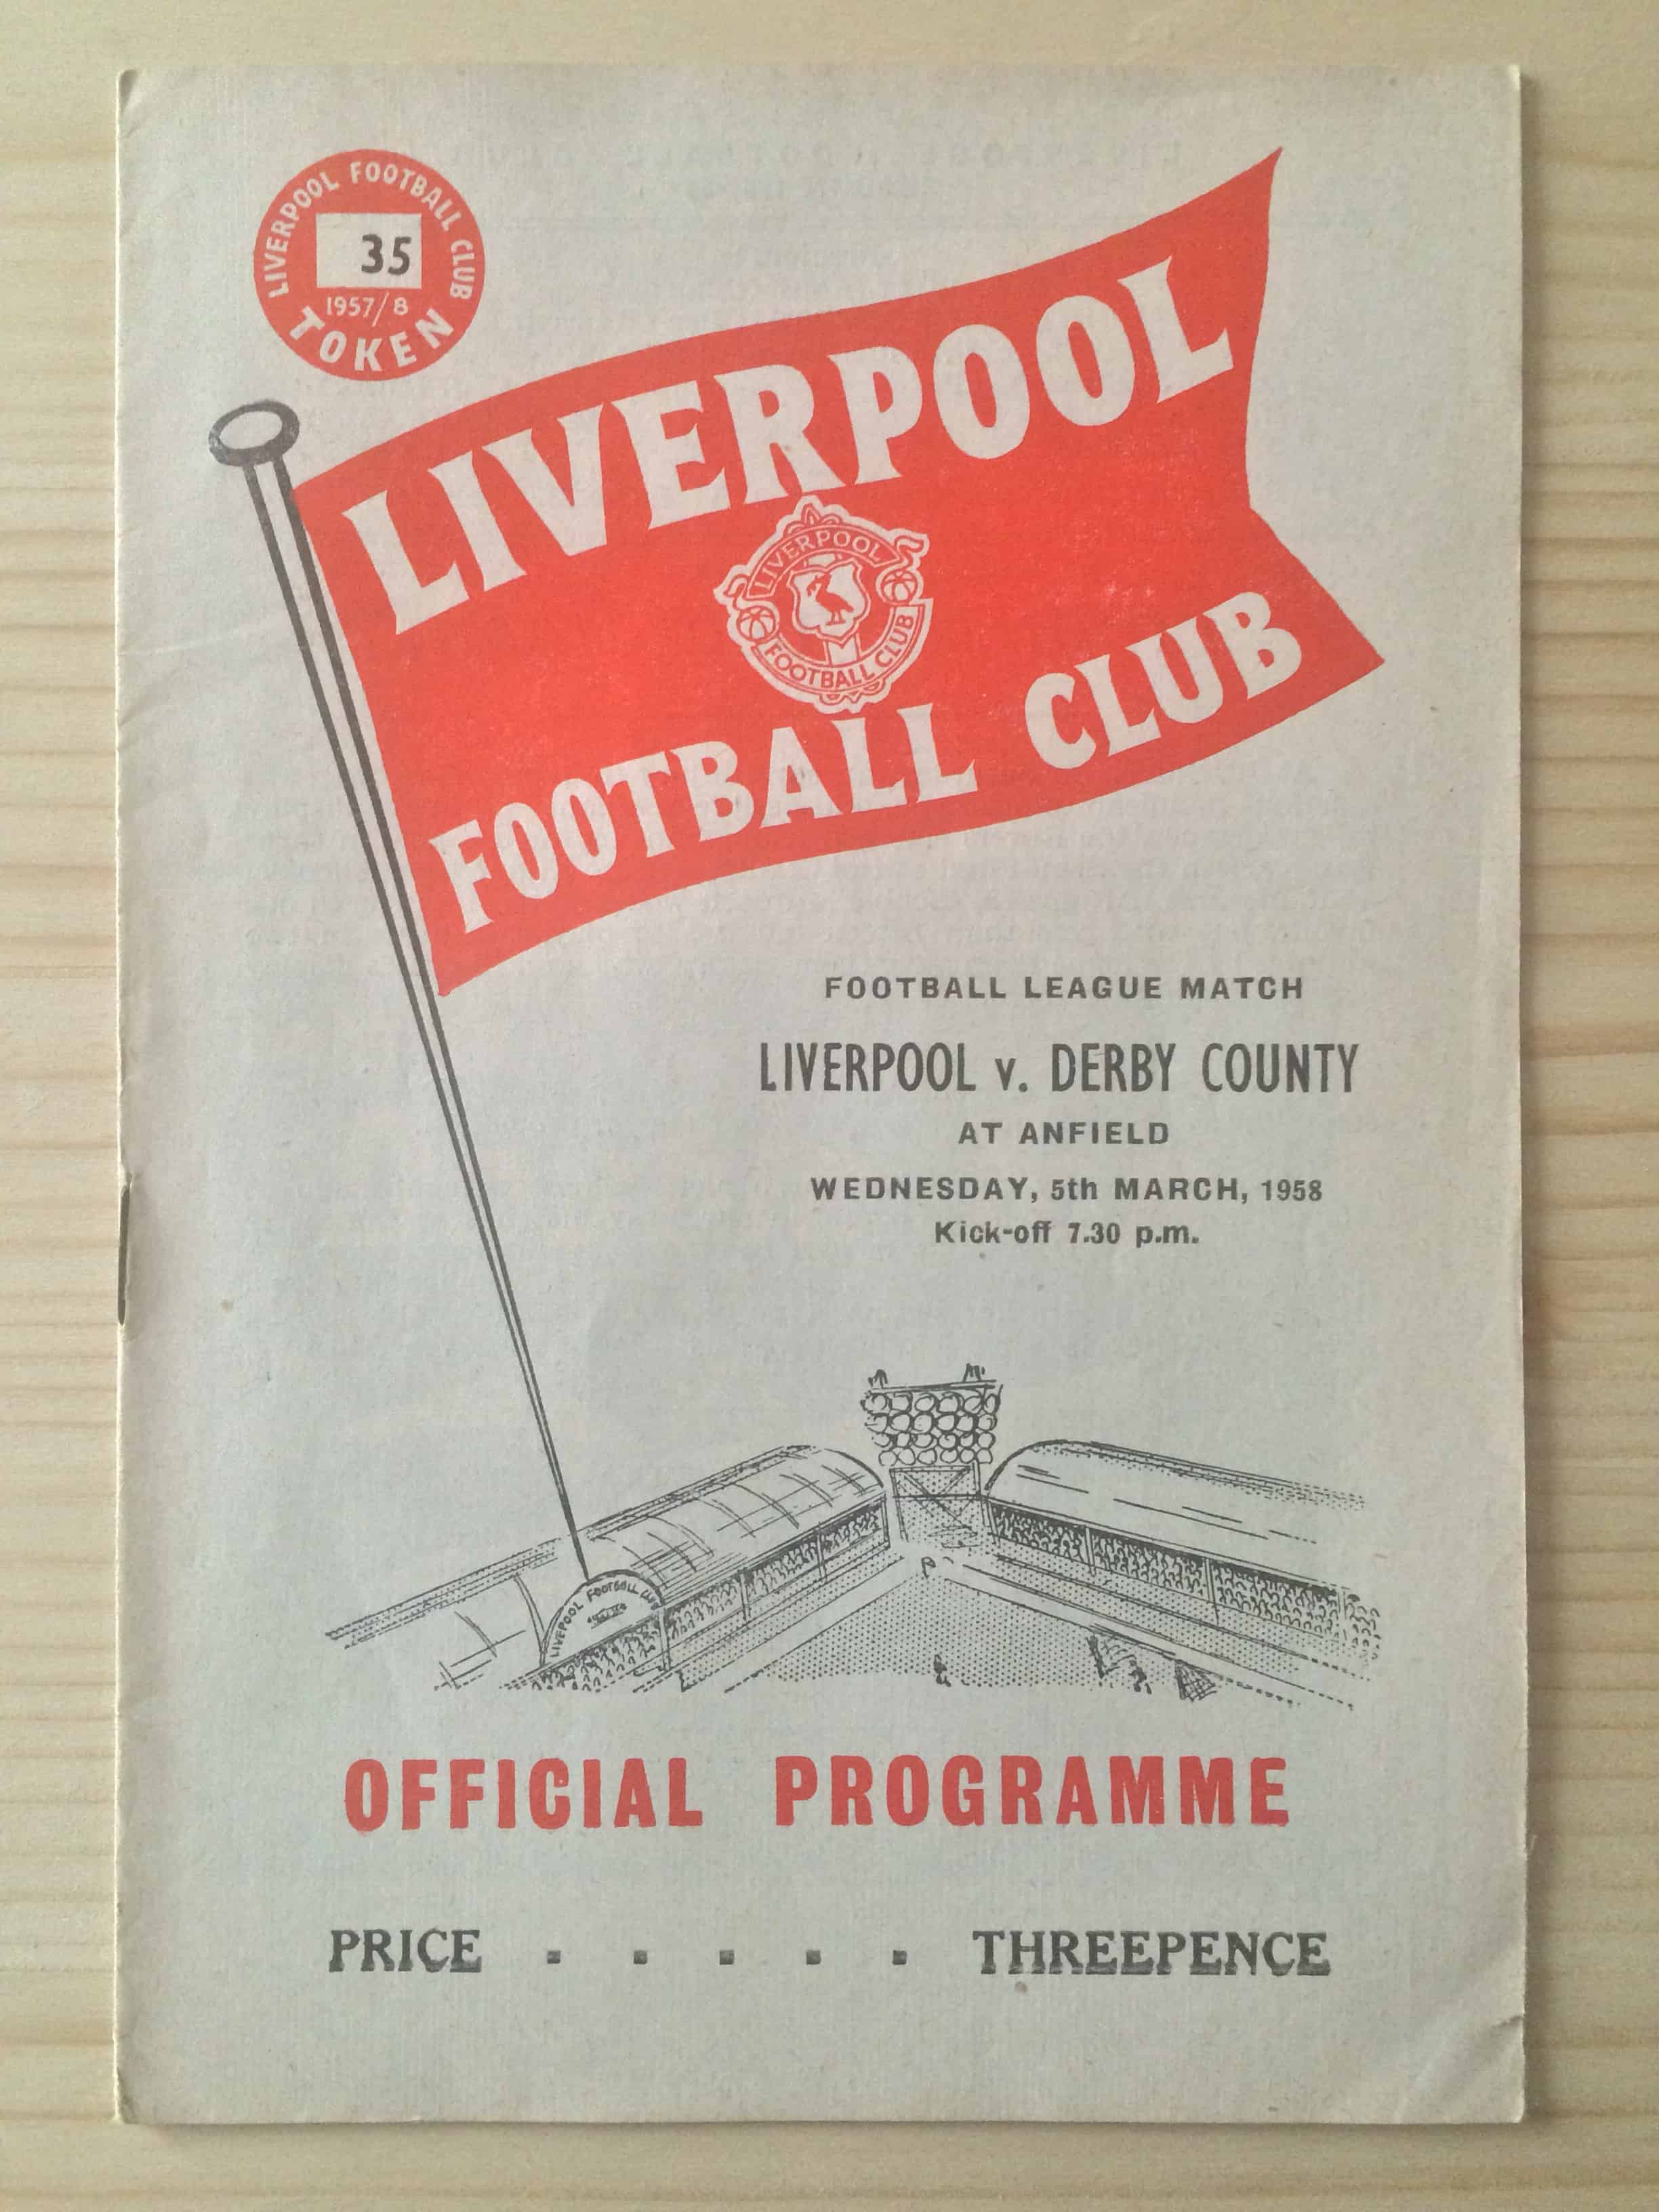 LIVERPOOL FOOTBALL CLUB
35
1957/8
TOKEN
LIVERPOOL
LIVERPOOL
FOOTBALL CLUB
FOOTBALL CLUB
FOOTBALL LEAGUE MATCH
LIVERPOOL v. DERBY COUNTY
AT ANFIELD
WEDNESDAY, 5th MARCH, 1958
Kick-off 7.30 p.m.
LIVERPOOL FOOTBALL CLUB
OFFICIAL PROGRAMME
PRICE . . . . . THREEPENCE